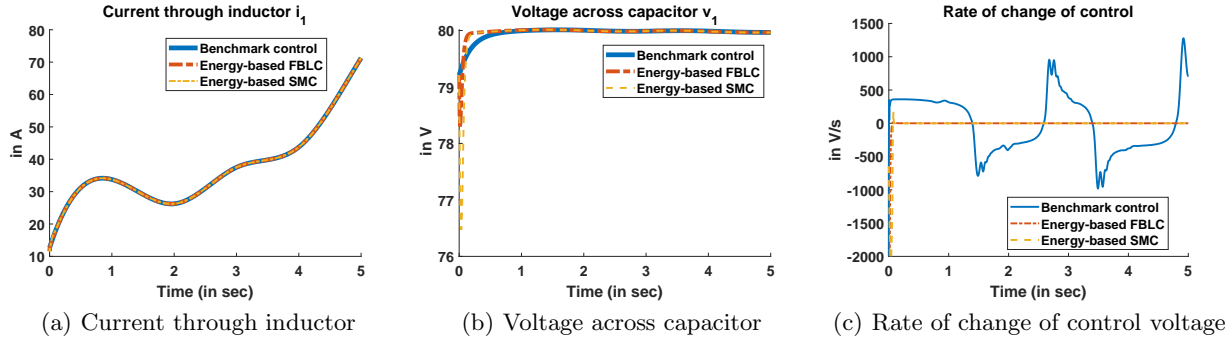 Current through inductor i1
in A
80
70
60
50
40
30
20
10
Benchmark control
Energy-based FBLC
Energy-based SMC
0 1 2 3 4 5
Time (in sec)
(a) Current through inductor
Voltage across capacitor v1
in V
80
79
78
77
76
Benchmark control
Energy-based FBLC
Energy-based SMC
0 1 2 3 4 5
Time (in sec)
(b) Voltage across capacitor
Rate of change of control
in V/s
1500
1000
500
0
-500
-1000
-1500
-2000
Benchmark control
Energy-based FBLC
Energy-based SMC
0 1 2 3 4 5
Time (in sec)
(c) Rate of change of control voltage